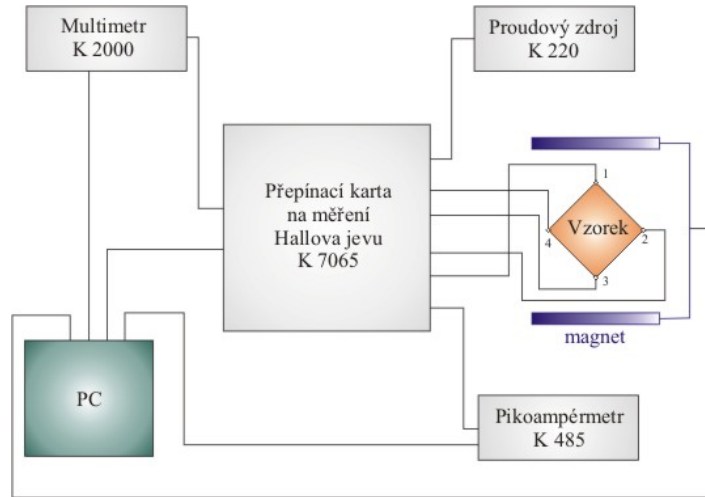 Multimetr
K 2000
Proudový zdroj
K 220
Přepínací karta
na měření
Hallova jevu
K 7065
1
Vzorek
4
2
3
magnet
PC
Pikoampérmetr
K 485